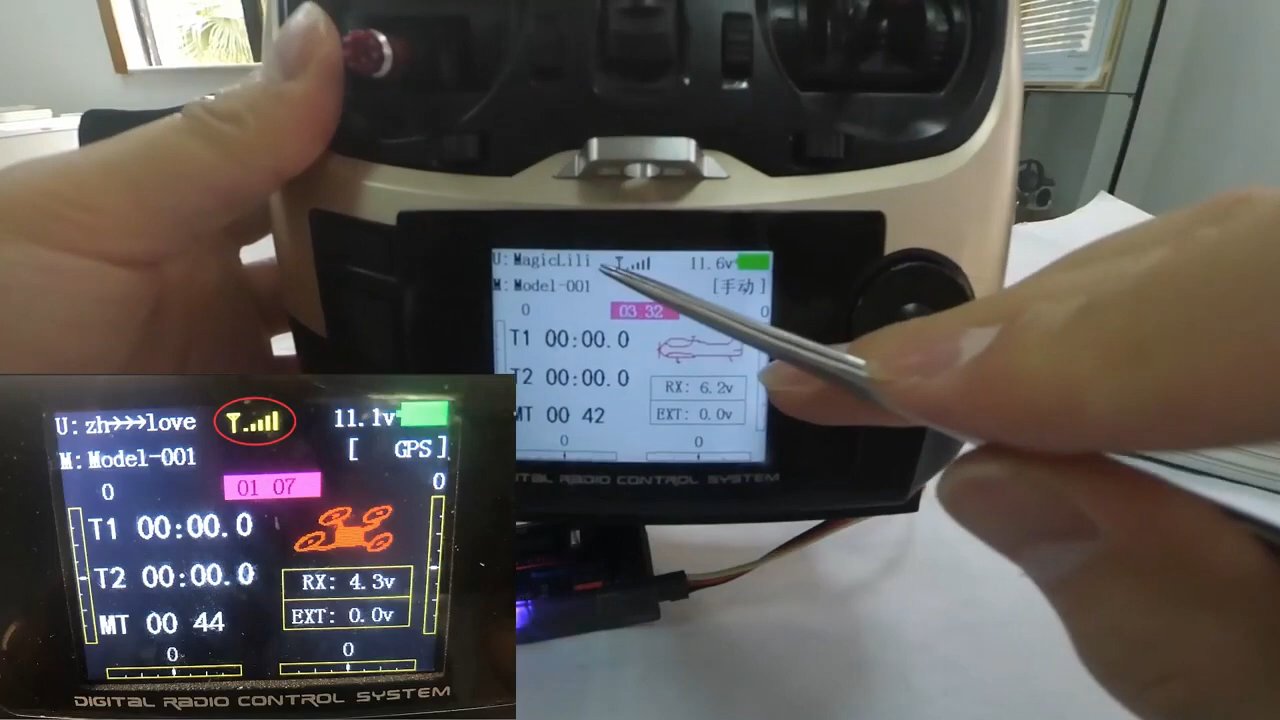 U: MagicLili 11.6v
M: Model-001 [手动]
0 03 32 0
T1 00:00.0
T2 00:00.0
RX: 6.2v
MT 00 42
EXT: 0.0v
0 0
DIGITAL RADIO CONTROL SYSTEM
U: zh>>>love 11.1v
M: Model-001 [ GPS]
0 01 07 0
T1 00:00.0
T2 00:00.0
RX: 4.3v
MT 00 44
EXT: 0.0v
0 0
DIGITAL RADIO CONTROL SYSTEM